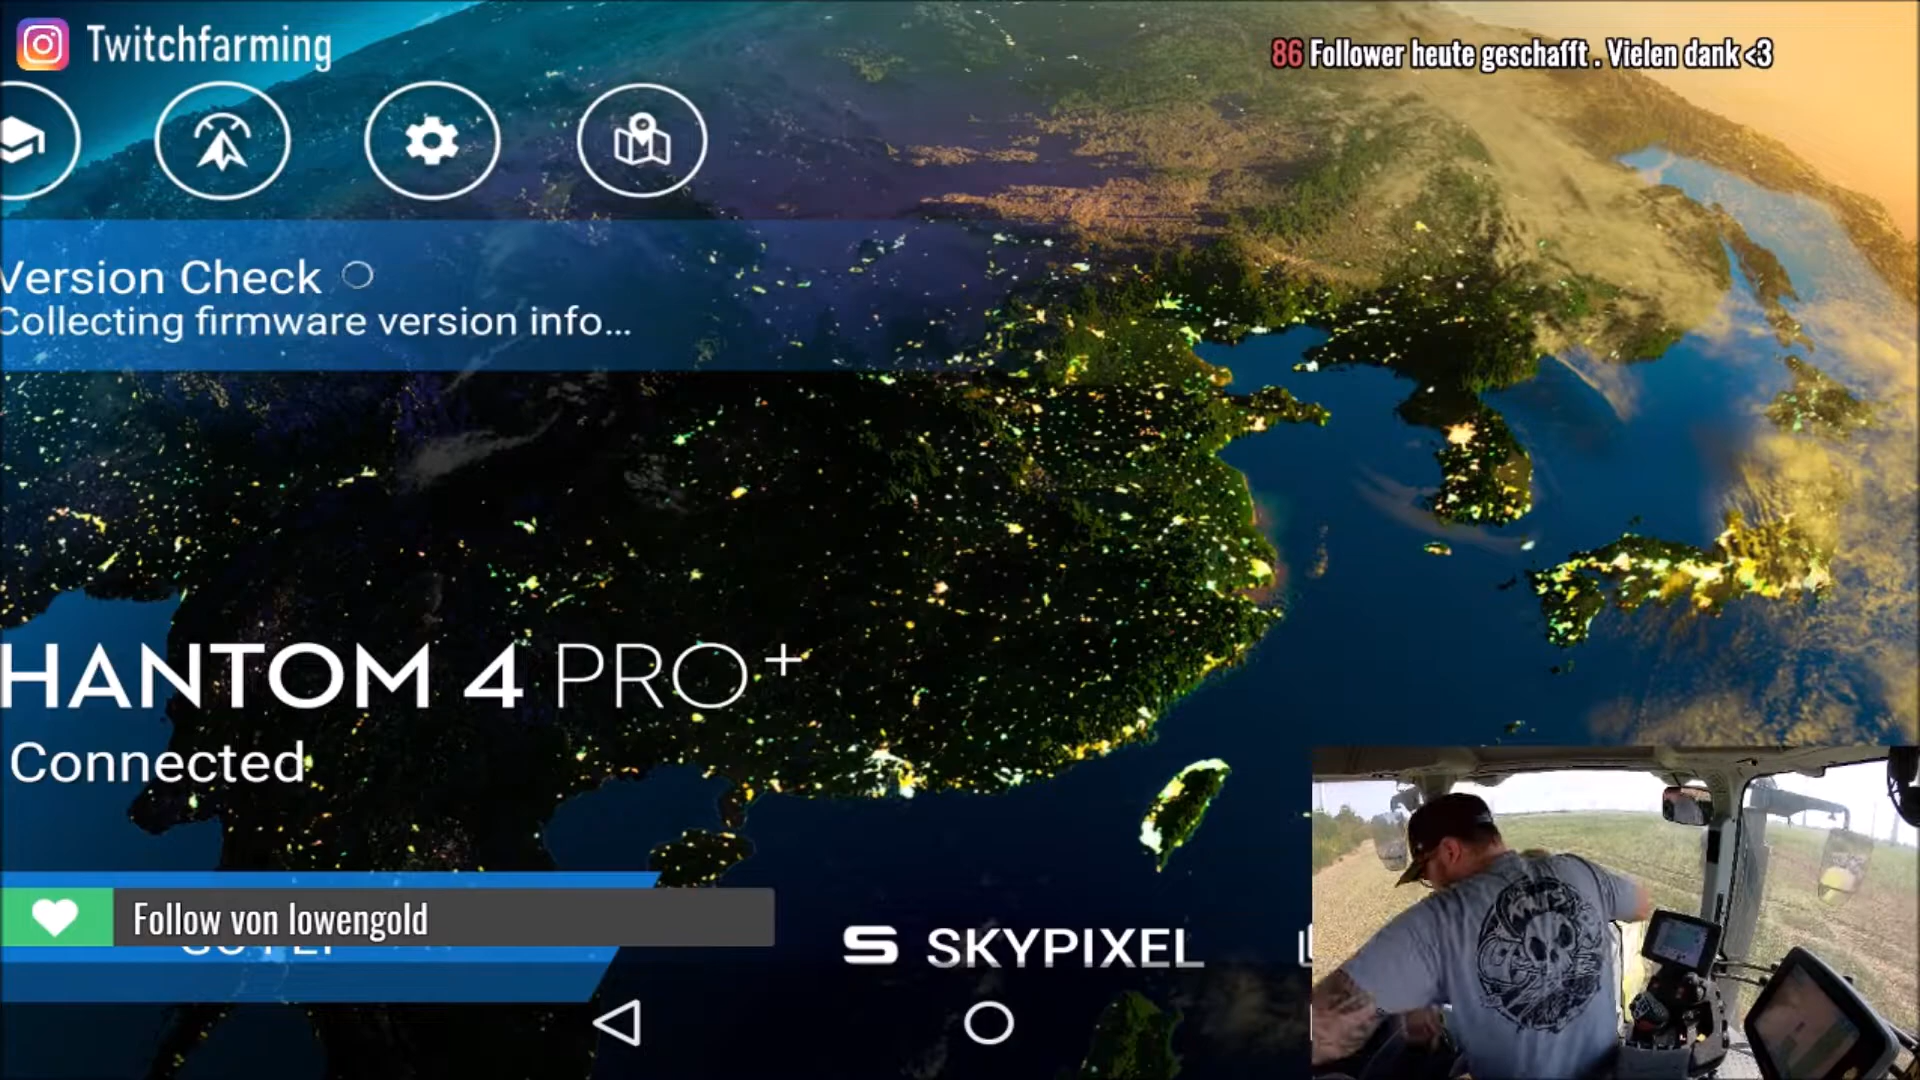 Twitchfarming
86 Follower heute geschafft . Vielen dank <3
Version Check
Collecting firmware version info...
HANTOM 4 PRO+
Connected
Follow von lowengold
SKYPIXEL